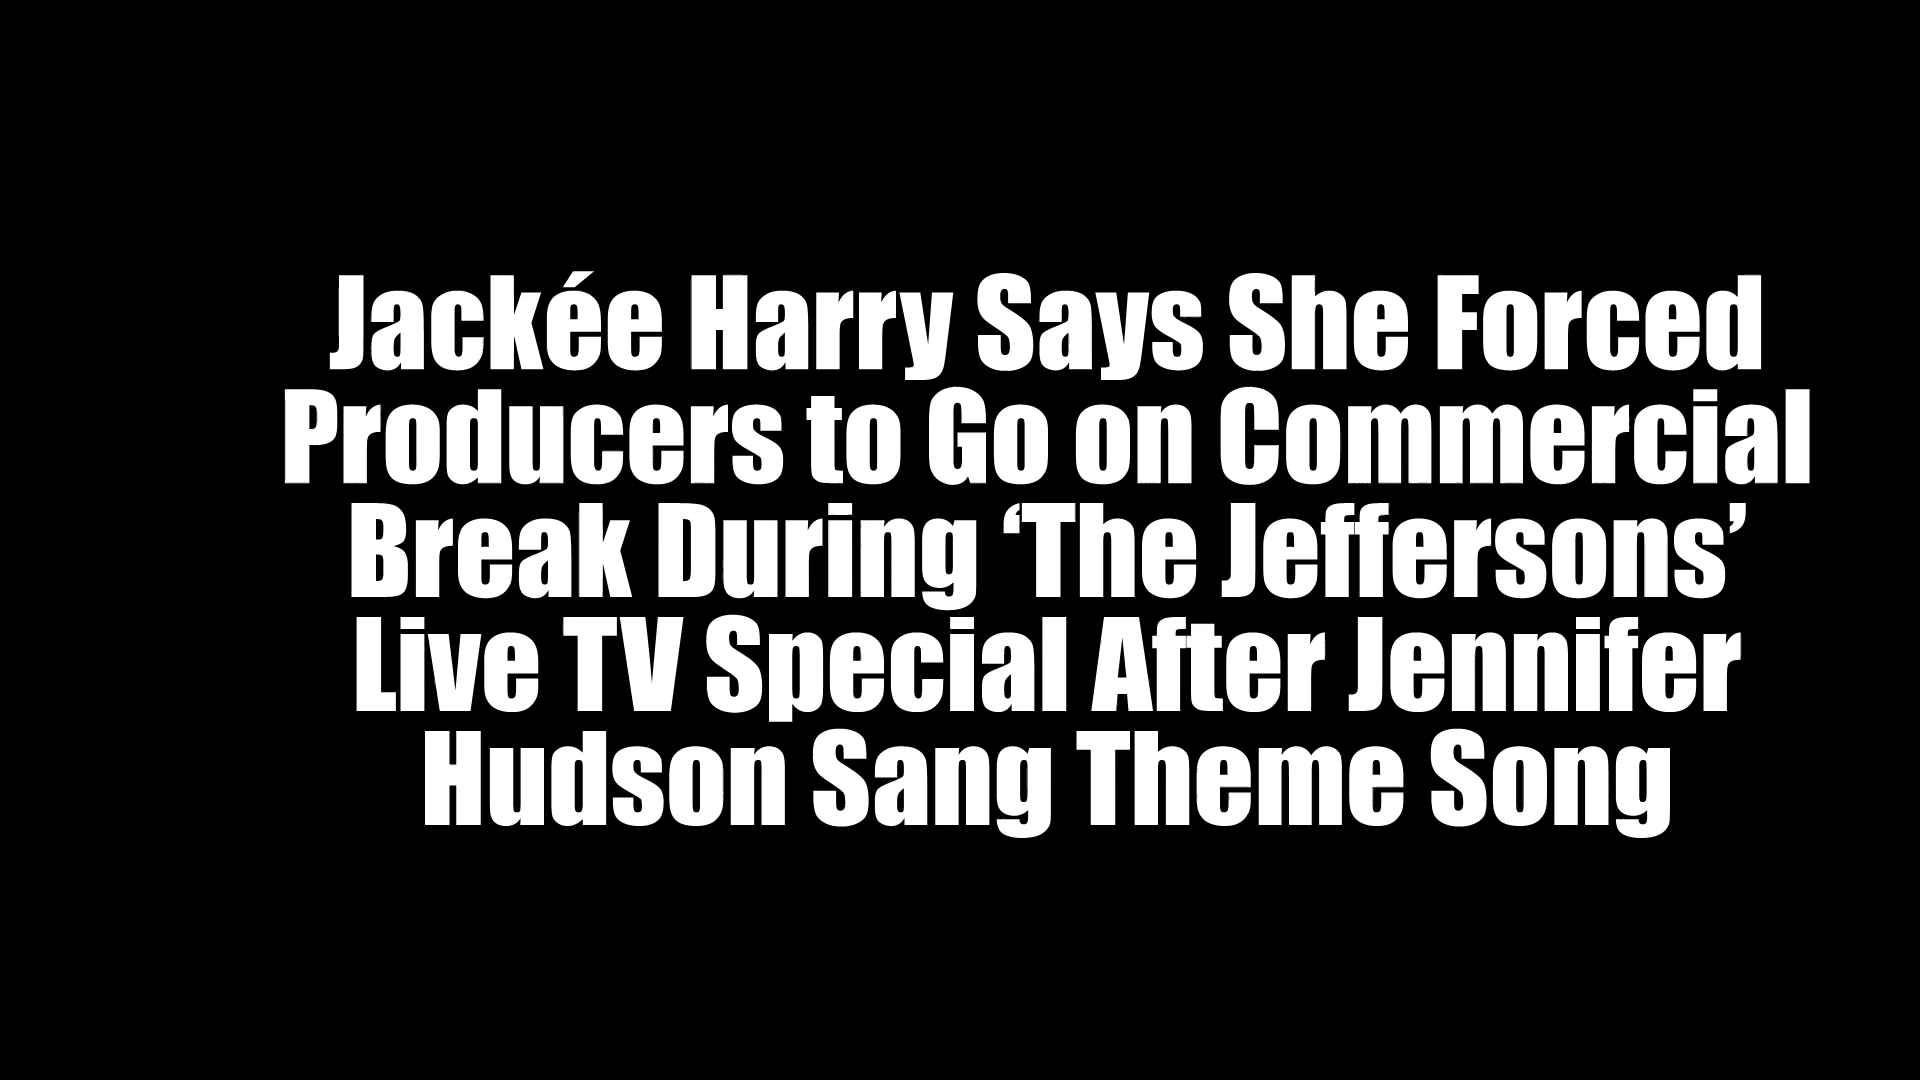 Jackée Harry Says She Forced
Producers to Go on Commercial
Break During ‘The Jeffersons’
Live TV Special After Jennifer
Hudson Sang Theme Song